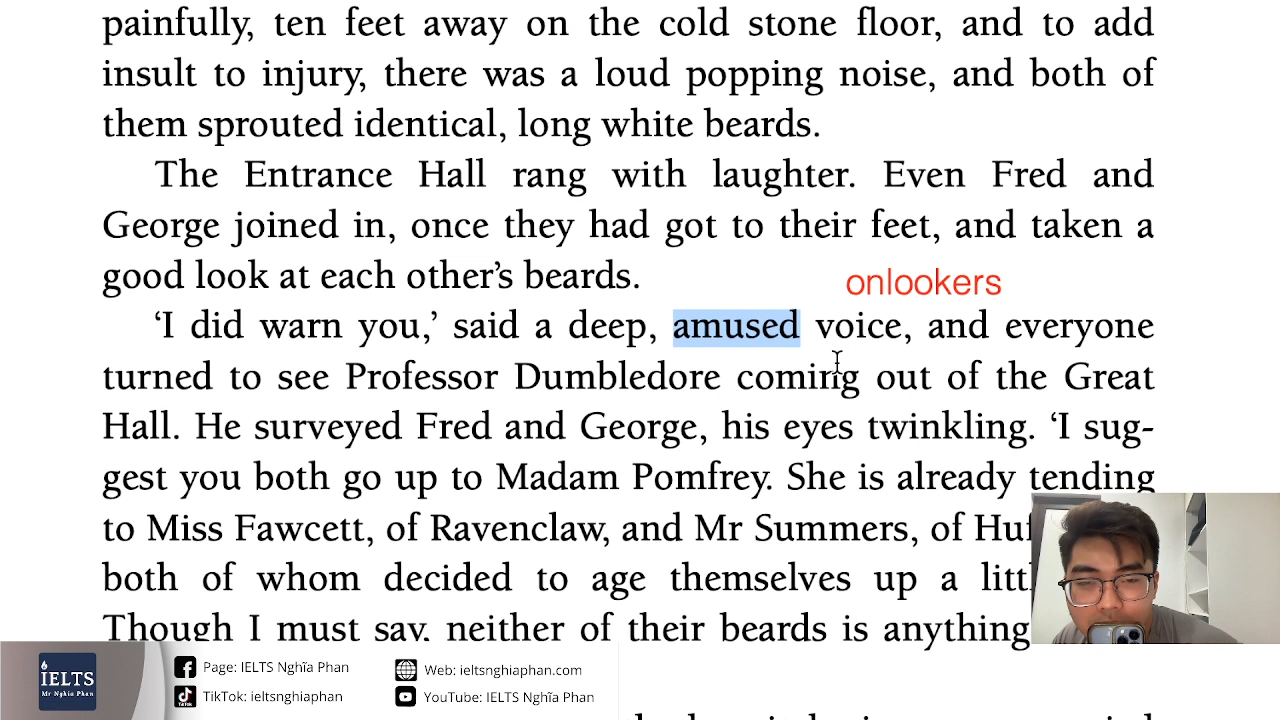 painfully, ten feet away on the cold stone floor, and to add
insult to injury, there was a loud popping noise, and both of
them sprouted identical, long white beards.
The Entrance Hall rang with laughter. Even Fred and
George joined in, once they had got to their feet, and taken a
good look at each other’s beards.
onlookers
‘I did warn you,’ said a deep, amused voice, and everyone
turned to see Professor Dumbledore coming out of the Great
Hall. He surveyed Fred and George, his eyes twinkling. ‘I sug-
gest you both go up to Madam Pomfrey. She is already tending
to Miss Fawcett, of Ravenclaw, and Mr Summers, of
both of whom decided to age themselves up a
Though I must say, neither of their beards is anything
IELTS
Mr Nghia Phan
Page: IELTS Nghĩa Phan
TikTok: ieltsnghiaphan
Web: ieltsnghiaphan.com
YouTube: IELTS Nghĩa Phan